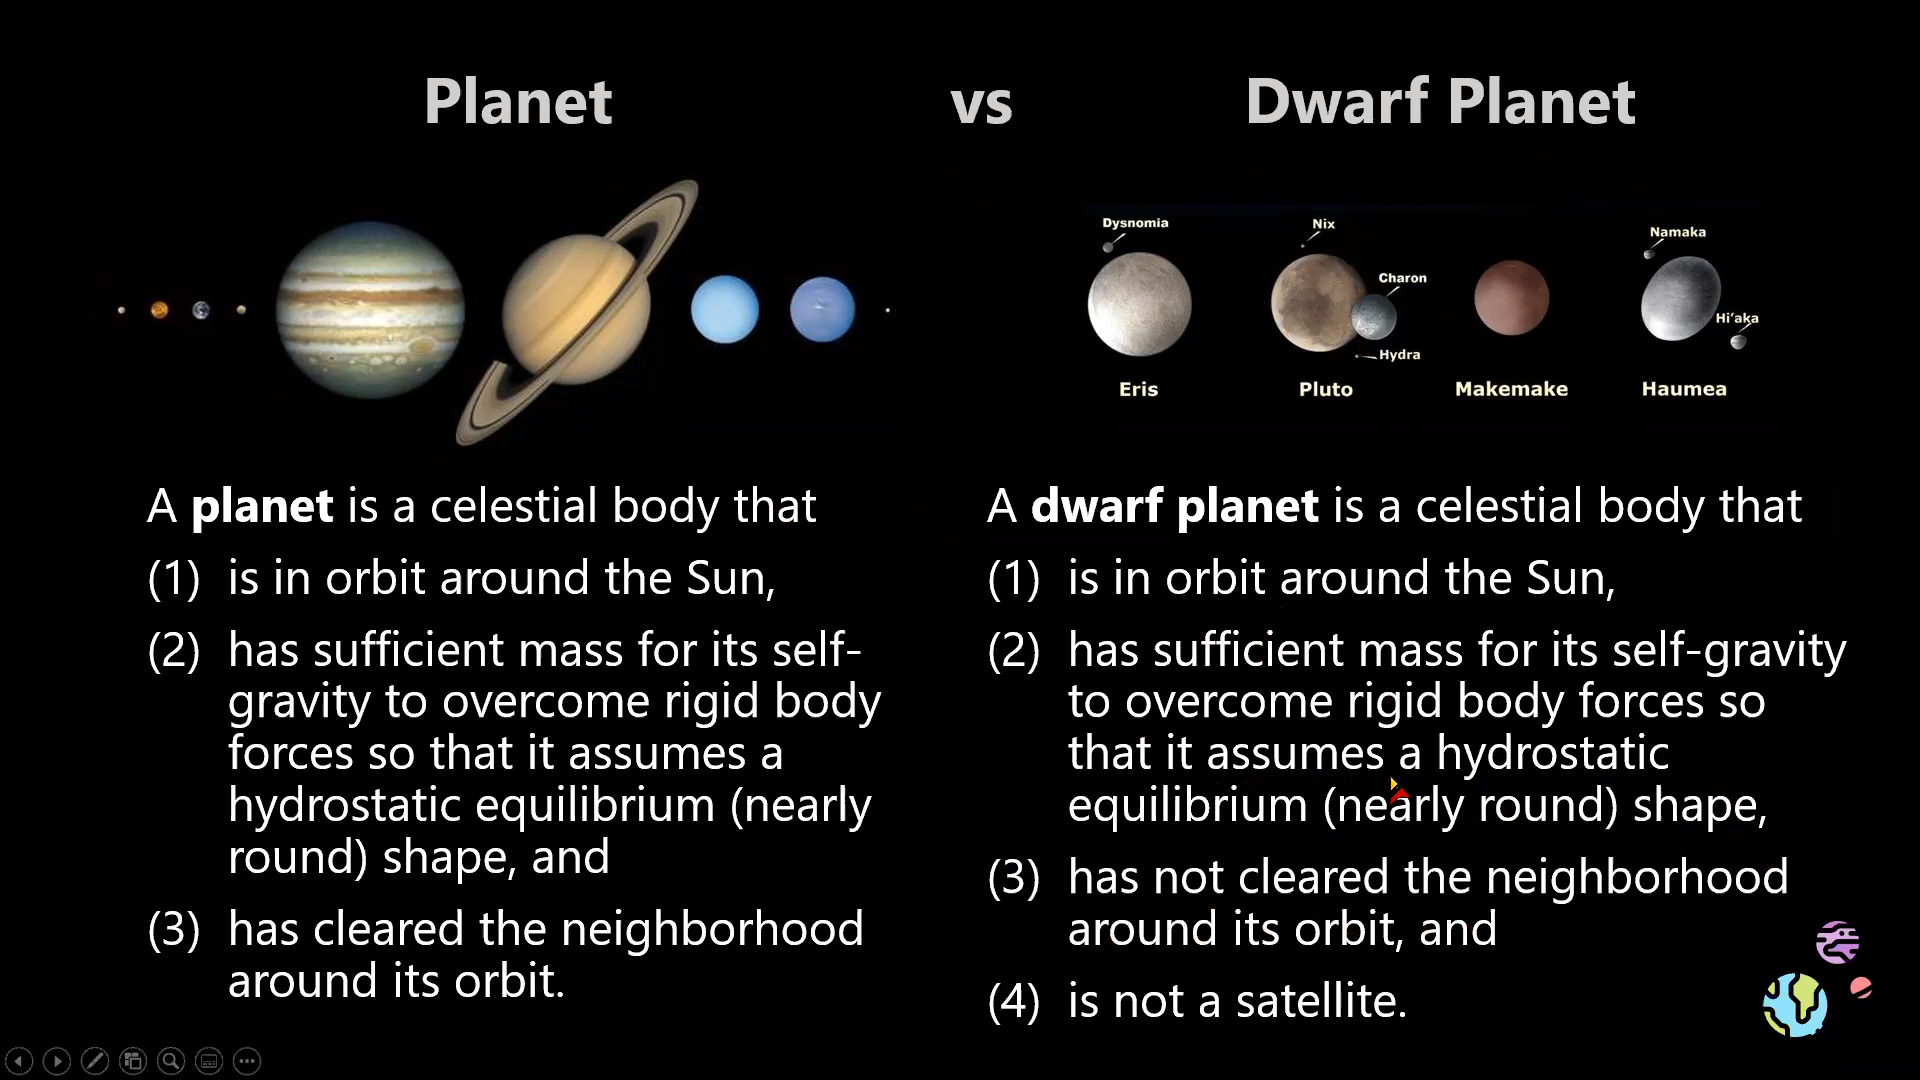 Planet vs Dwarf Planet
Dysnomia
Nix
Namaka
Charon
Hi'aka
Hydra
Eris Pluto Makemake Haumea
A planet is a celestial body that
(1) is in orbit around the Sun,
(2) has sufficient mass for its self-
gravity to overcome rigid body
forces so that it assumes a
hydrostatic equilibrium (nearly
round) shape, and
(3) has cleared the neighborhood
around its orbit.
A dwarf planet is a celestial body that
(1) is in orbit around the Sun,
(2) has sufficient mass for its self-gravity
to overcome rigid body forces so
that it assumes a hydrostatic
equilibrium (nearly round) shape,
(3) has not cleared the neighborhood
around its orbit, and
(4) is not a satellite.